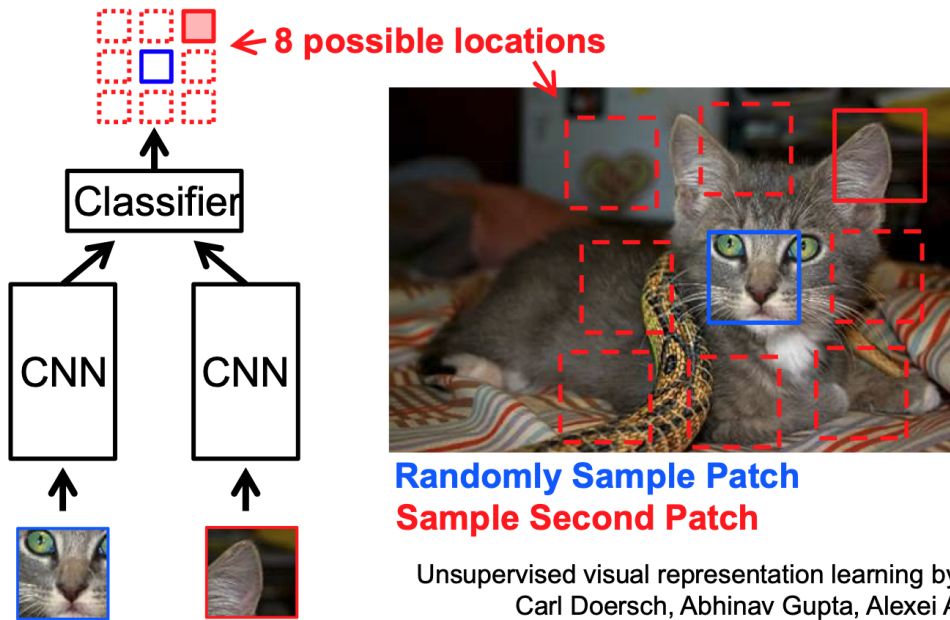 8 possible locations
Classifier
CNN
CNN
Randomly Sample Patch
Sample Second Patch
Unsupervised visual representation learning by
Carl Doersch, Abhinav Gupta, Alexei